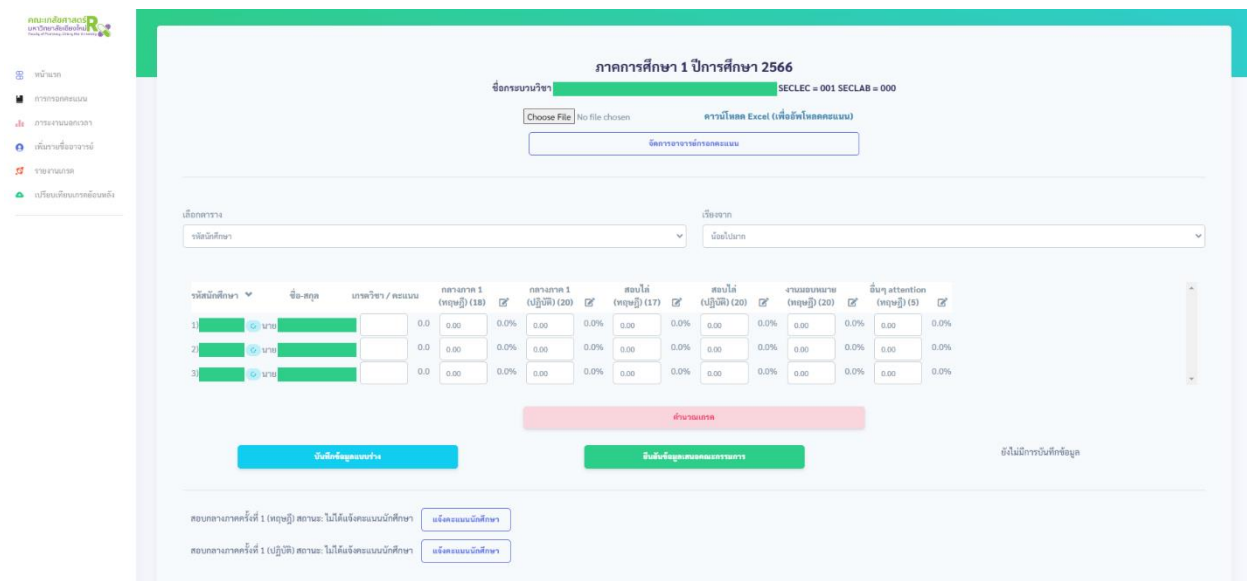 คณะเภสัชศาสตร์
มหาวิทยาลัยเชียงใหม่
หน้าแรก
การกรอกคะแนน
ภาระงานนอกเวลา
เพิ่มรายชื่ออาจารย์
รายงานเกรด
เปรียบเทียบเกรดย้อนหลัง
ภาคการศึกษา 1 ปีการศึกษา 2566
ชื่อกระบวนวิชา SECLEC = 001 SECLAB = 000
Choose File No file chosen ดาวน์โหลด Excel (เพื่ออัพโหลดคะแนน)
จัดการอาจารย์กรอกคะแนน
เลือกตาราง เรียงจาก
รหัสนักศึกษา น้อยไปมาก
รหัสนักศึกษา ชื่อ-สกุล เกรดวิชา / คะแนน กลางภาค 1 (ทฤษฎี) (18) กลางภาค 1 (ปฏิบัติ) (20) สอบไล่ (ทฤษฎี) (17) สอบไล่ (ปฏิบัติ) (20) งานมอบหมาย (ทฤษฎี) (20) อื่นๆ attention (ทฤษฎี) (5)
1) นาย 0.0 0.00 0.0% 0.00 0.0% 0.00 0.0% 0.00 0.0% 0.00 0.0% 0.00 0.0%
2) นาย 0.0 0.00 0.0% 0.00 0.0% 0.00 0.0% 0.00 0.0% 0.00 0.0% 0.00 0.0%
3) นาย 0.0 0.00 0.0% 0.00 0.0% 0.00 0.0% 0.00 0.0% 0.00 0.0% 0.00 0.0%
คำนวณเกรด
บันทึกข้อมูลแบบร่าง ยืนยันข้อมูลเสนอคณะกรรมการ ยังไม่มีการบันทึกข้อมูล
สอบกลางภาคครั้งที่ 1 (ทฤษฎี) สถานะ: ไม่ได้แจ้งคะแนนนักศึกษา แจ้งคะแนนนักศึกษา
สอบกลางภาคครั้งที่ 1 (ปฏิบัติ) สถานะ: ไม่ได้แจ้งคะแนนนักศึกษา แจ้งคะแนนนักศึกษา